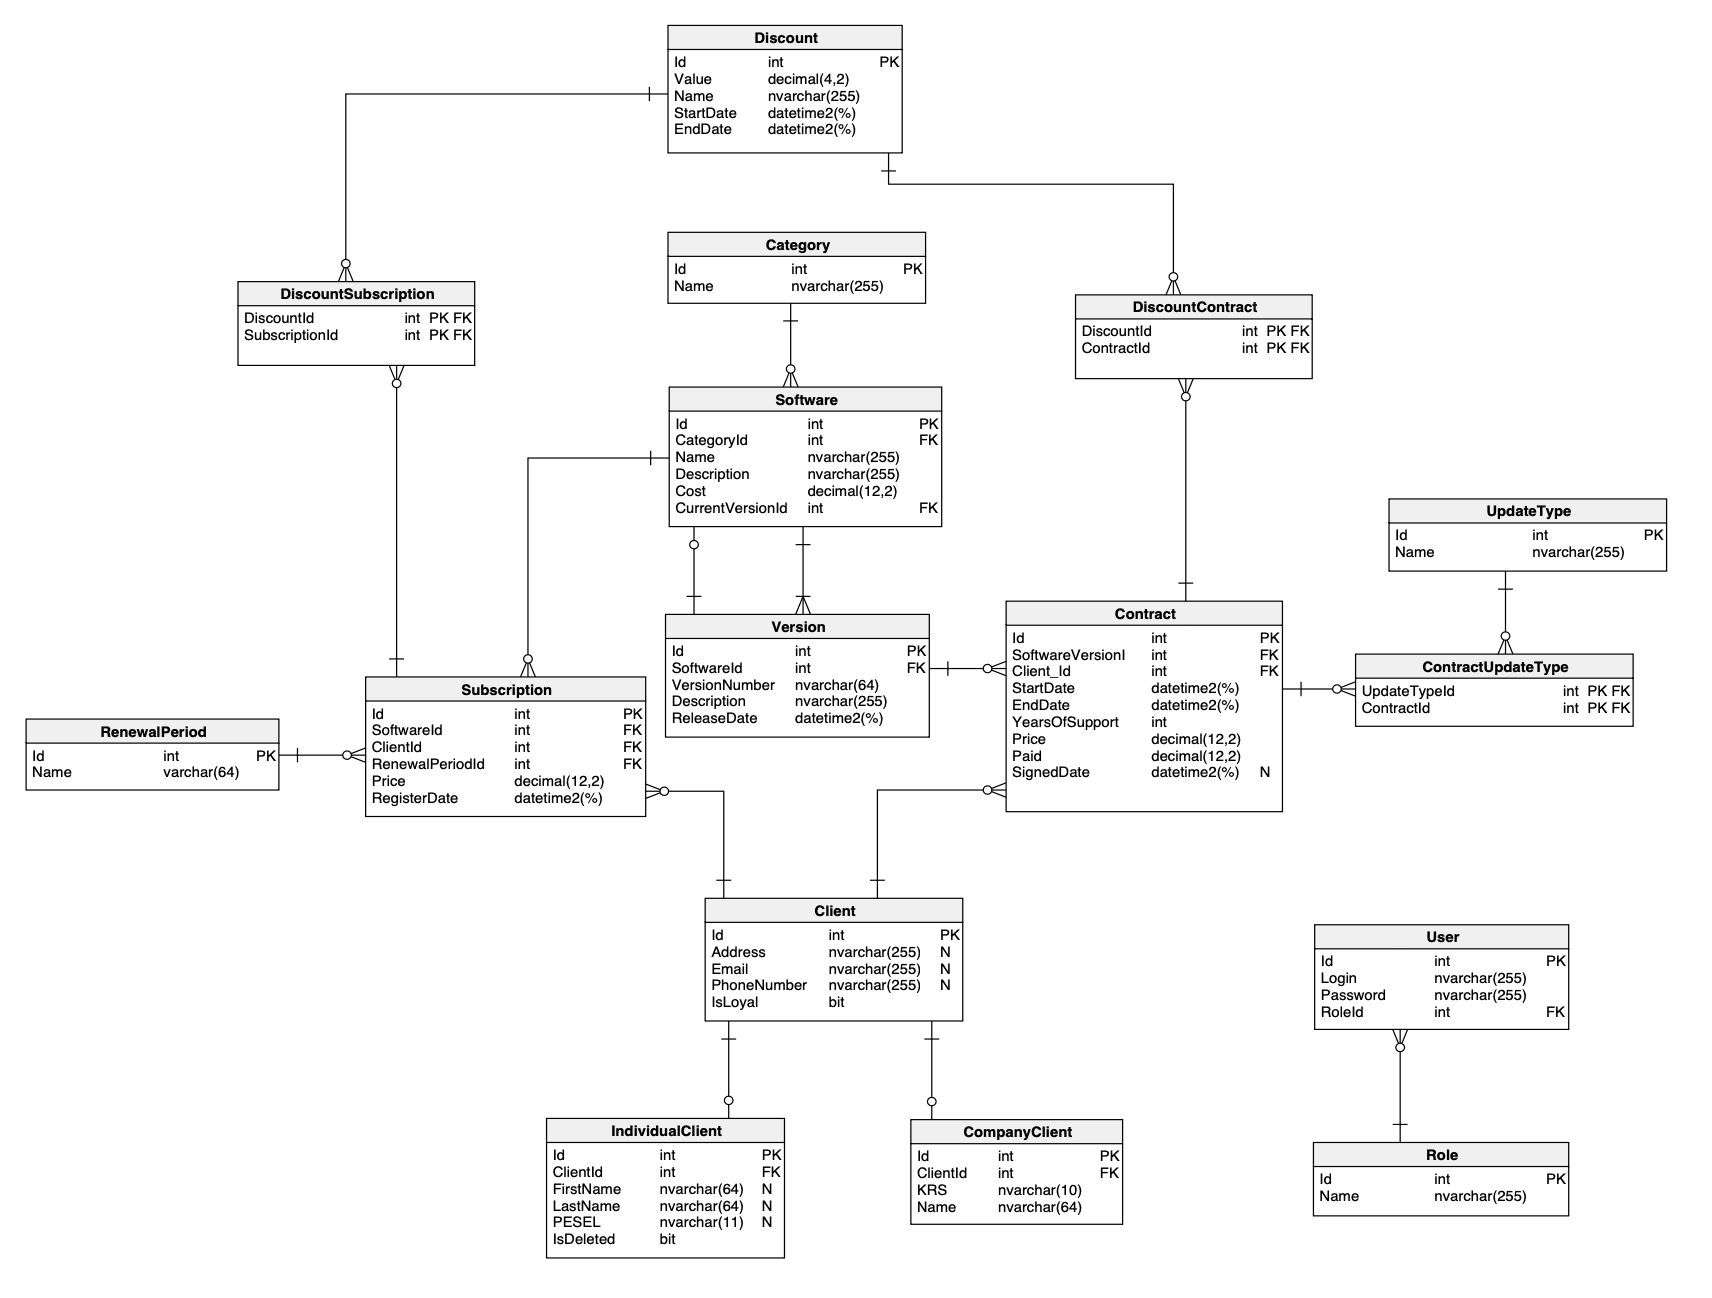 Discount
Id int PK
Value decimal(4,2)
Name nvarchar(255)
StartDate datetime2(%)
EndDate datetime2(%)
Category
Id int PK
Name nvarchar(255)
DiscountSubscription
DiscountId int PK FK
SubscriptionId int PK FK
DiscountContract
DiscountId int PK FK
ContractId int PK FK
Software
Id int PK
CategoryId int FK
Name nvarchar(255)
Description nvarchar(255)
Cost decimal(12,2)
CurrentVersionId int FK
UpdateType
Id int PK
Name nvarchar(255)
Version
Id int PK
SoftwareId int FK
VersionNumber nvarchar(64)
Description nvarchar(255)
ReleaseDate datetime2(%)
Contract
Id int PK
SoftwareVersionI int FK
Client_Id int FK
StartDate datetime2(%)
EndDate datetime2(%)
YearsOfSupport int
Price decimal(12,2)
Paid decimal(12,2)
SignedDate datetime2(%) N
ContractUpdateType
UpdateTypeId int PK FK
ContractId int PK FK
Subscription
Id int PK
SoftwareId int FK
ClientId int FK
RenewalPeriodId int FK
Price decimal(12,2)
RegisterDate datetime2(%)
RenewalPeriod
Id int PK
Name varchar(64)
Client
Id int PK
Address nvarchar(255) N
Email nvarchar(255) N
PhoneNumber nvarchar(255) N
IsLoyal bit
User
Id int PK
Login nvarchar(255)
Password nvarchar(255)
RoleId int FK
IndividualClient
Id int PK
ClientId int FK
FirstName nvarchar(64) N
LastName nvarchar(64) N
PESEL nvarchar(11) N
IsDeleted bit
CompanyClient
Id int PK
ClientId int FK
KRS nvarchar(10)
Name nvarchar(64)
Role
Id int PK
Name nvarchar(255)